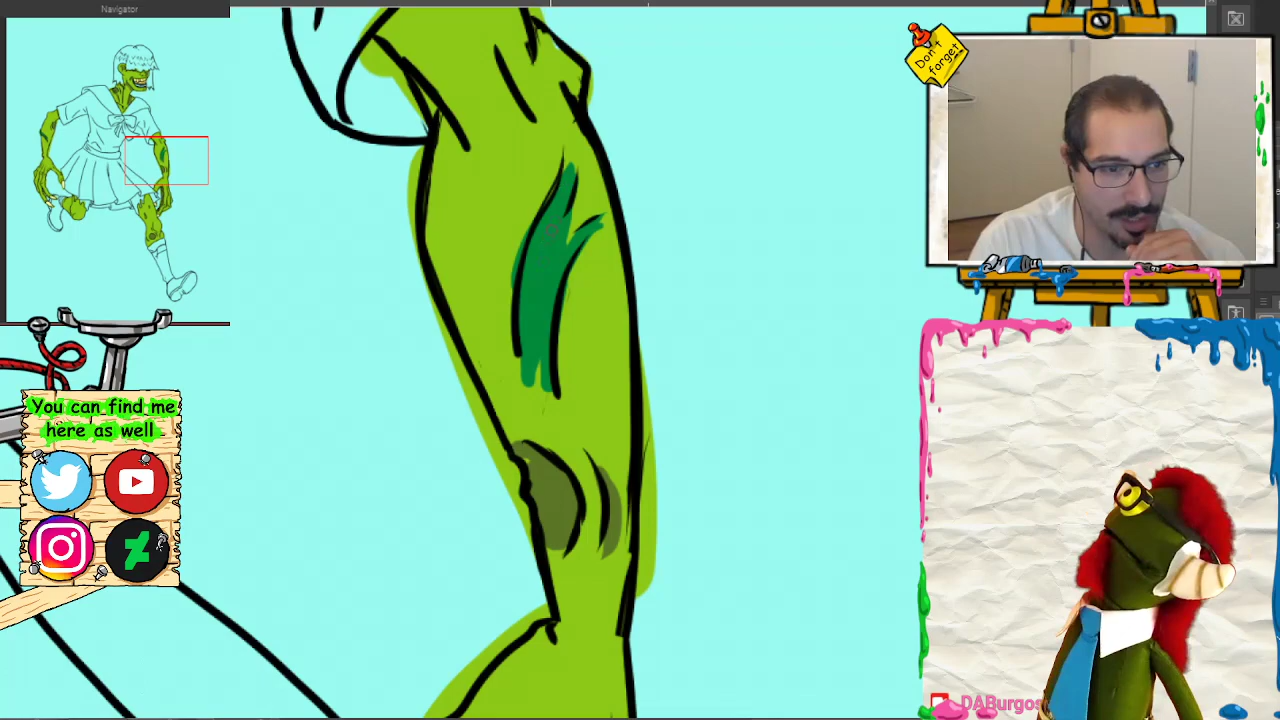 Navigator
Don't
forget
You can find me
here as well
DABurgos